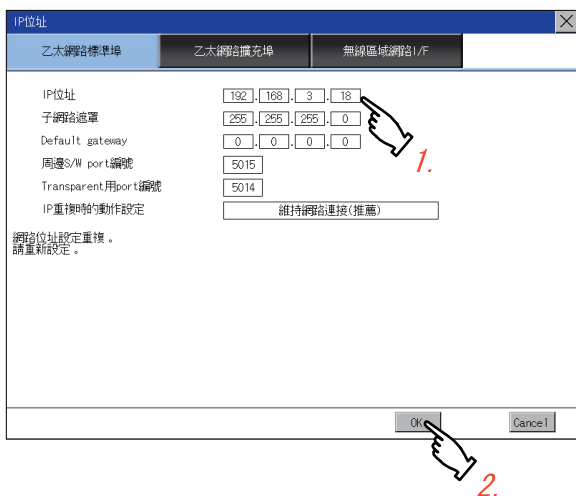 IP位址
乙太網路標準埠 乙太網路擴充埠 無線區域網路I/F
IP位址 192 . 168 . 3 . 18
子網路遮罩 255 . 255 . 255 . 0
Default gateway 0 . 0 . 0 . 0
周邊S/W port編號 5015
Transparent用port編號 5014
IP重複時的動作設定 維持網路連接(推薦)
網路位址設定重複。
請重新設定。
1.
OK Cancel
2.